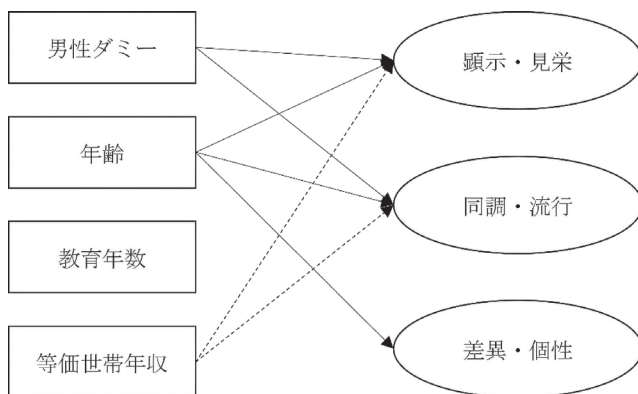 男性ダミー
年齢
教育年数
等価世帯年収
顕示・見栄
同調・流行
差異・個性